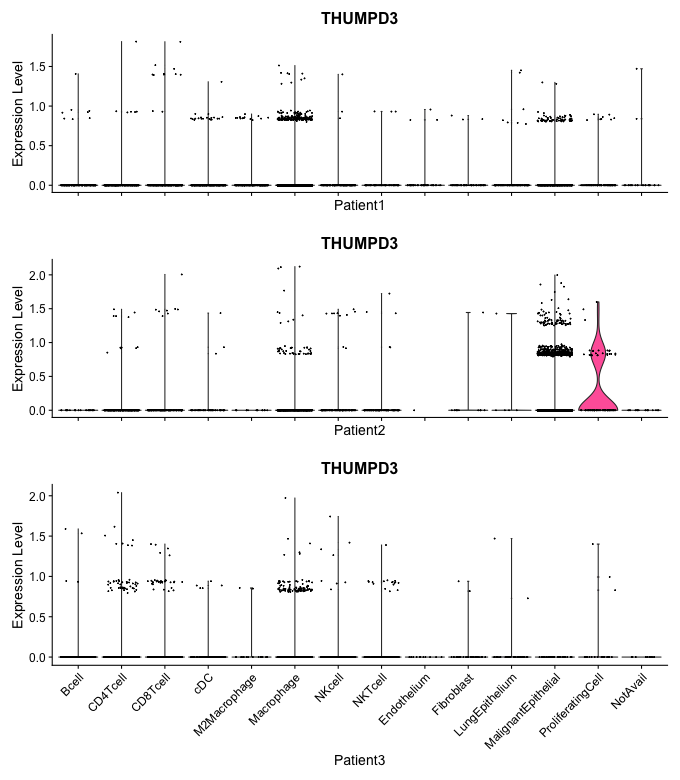 THUMPD3
Expression Level
1.5
1.0
0.5
0.0
Patient1
THUMPD3
Expression Level
2.0
1.5
1.0
0.5
0.0
Patient2
THUMPD3
Expression Level
2.0
1.5
1.0
0.5
0.0
Bcell
CD4Tcell
CD8Tcell
cDC
M2Macrophage
Macrophage
NKcell
NKTcell
Endothelium
Fibroblast
LungEpithelium
MalignantEpithelial
ProliferatingCell
NotAvail
Patient3